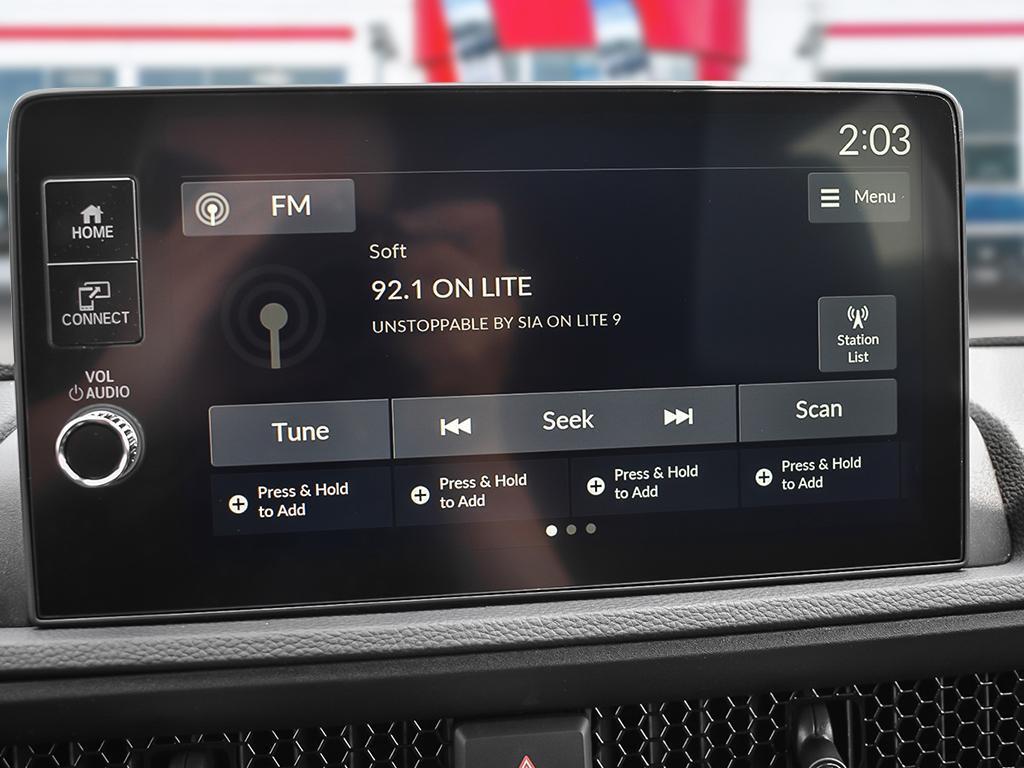 2:03
HOME
CONNECT
VOL
AUDIO
FM
Menu
Soft
92.1 ON LITE
UNSTOPPABLE BY SIA ON LITE 9
Station
List
Tune
Seek
Scan
Press & Hold
to Add
Press & Hold
to Add
Press & Hold
to Add
Press & Hold
to Add